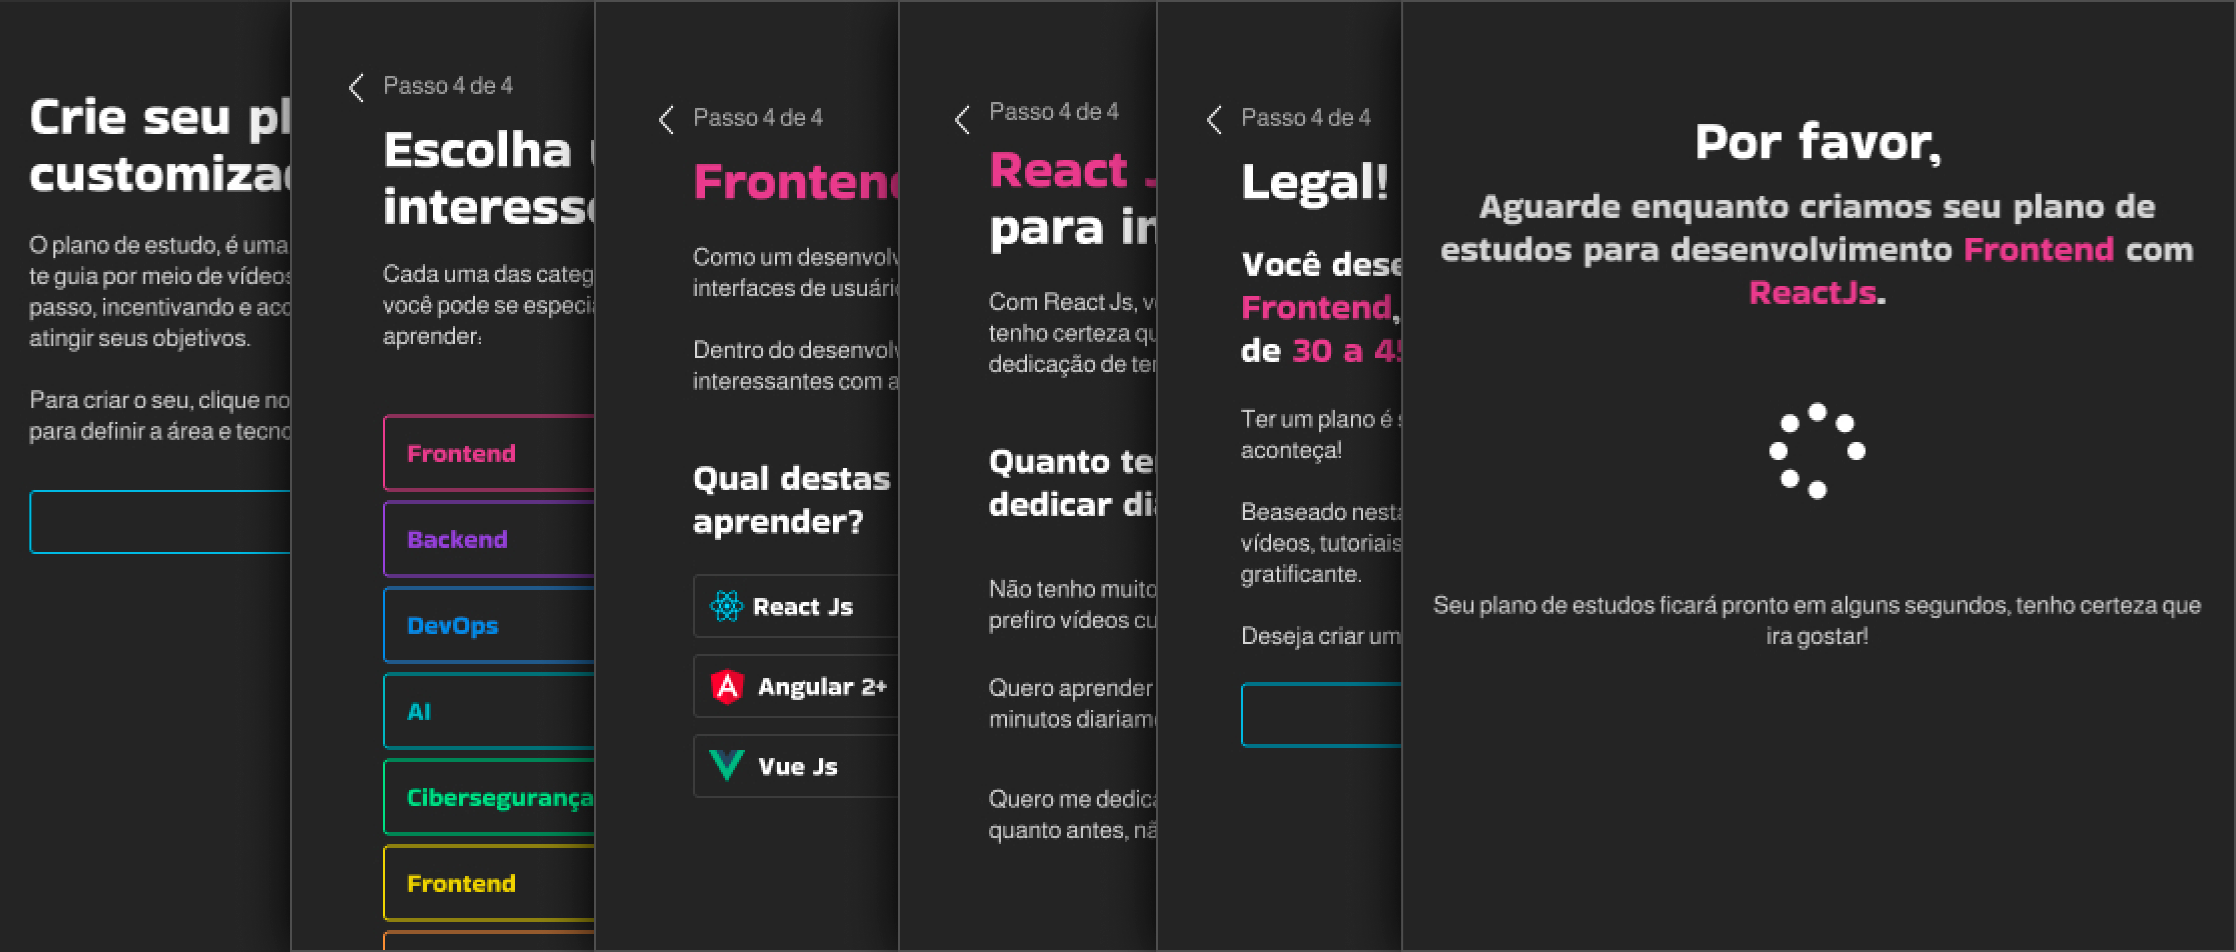 Crie seu pl
customiza
O plano de estudo, é uma
te guia por meio de vídeos
passo, incentivando e aco
atingir seus objetivos.
Para criar o seu, clique no
para definir a área e tecno
Passo 4 de 4
Escolha
interess
Cada uma das categ
você pode se especia
aprender:
Frontend
Backend
DevOps
AI
Cibersegurança
Frontend
Passo 4 de 4
Frontend
Como um desenvolv
interfaces de usuári
Dentro do desenvolv
interessantes com a
Qual destas
aprender?
React Js
Angular 2+
Vue Js
Passo 4 de 4
React
para in
Com React Js, v
tenho certeza qu
dedicação de te
Quanto te
dedicar di
Não tenho muito
prefiro vídeos cu
Quero aprender
minutos diariam
Quero me dedica
quanto antes, nã
Passo 4 de 4
Legal!
Você dese
Frontend,
de 30 a 45
Ter um plano é s
aconteça!
Beaseado nesta
vídeos, tutoriais
gratificante.
Deseja criar um
Por favor,
Aguarde enquanto criamos seu plano de
estudos para desenvolvimento Frontend com
ReactJs.
Seu plano de estudos ficará pronto em alguns segundos, tenho certeza que
ira gostar!